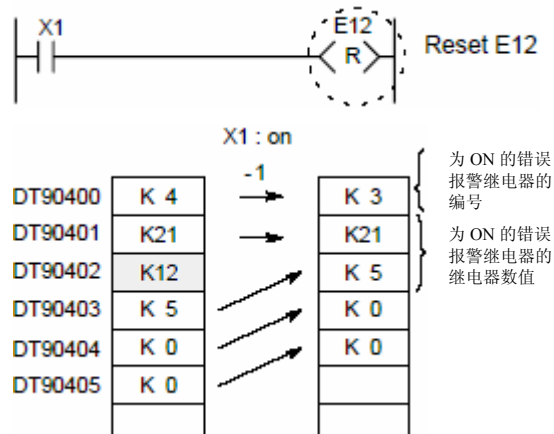 X1
E12
R
Reset E12
X1 : on
-1
DT90400 K 4 K 3
DT90401 K21 K21
DT90402 K12 K 5
DT90403 K 5 K 0
DT90404 K 0 K 0
DT90405 K 0
为 ON 的错误
报警继电器的
编号
为 ON 的错误
报警继电器的
继电器数值